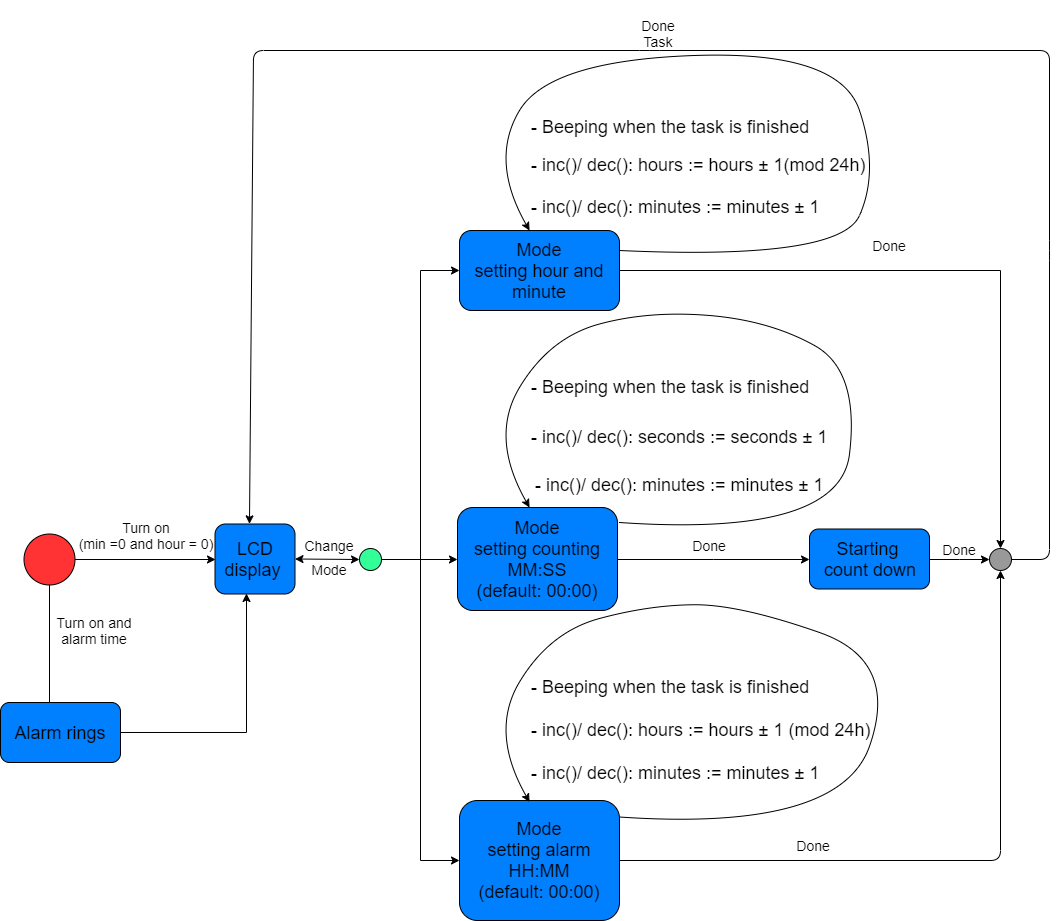 Done
Task
- Beeping when the task is finished
- inc()/ dec(): hours := hours ± 1(mod 24h)
- inc()/ dec(): minutes := minutes ± 1
Mode
setting hour and
minute
Done
- Beeping when the task is finished
- inc()/ dec(): seconds := seconds ± 1
- inc()/ dec(): minutes := minutes ± 1
Turn on
(min =0 and hour = 0)
LCD
display
Change
Mode
Mode
setting counting
MM:SS
(default: 00:00)
Done
Starting
count down
Done
Turn on and
alarm time
Alarm rings
- Beeping when the task is finished
- inc()/ dec(): hours := hours ± 1 (mod 24h)
- inc()/ dec(): minutes := minutes ± 1
Mode
setting alarm
HH:MM
(default: 00:00)
Done